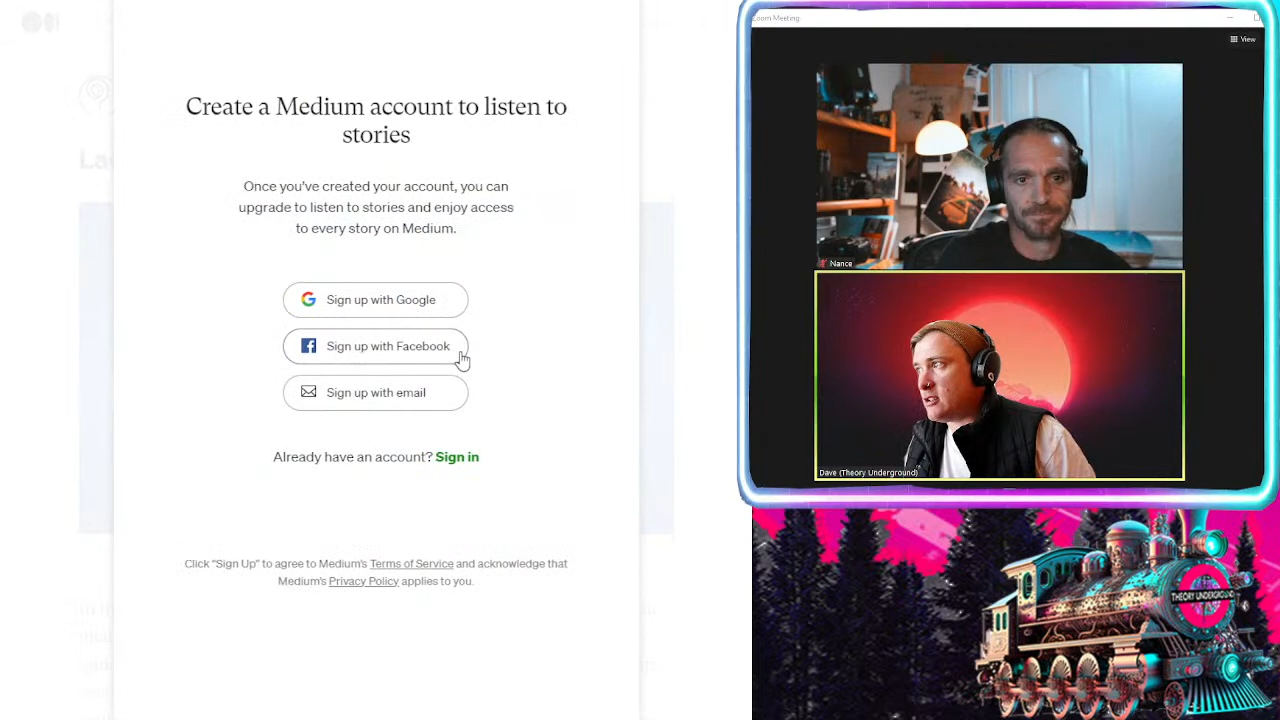 Create a Medium account to listen to
stories
Once you've created your account, you can
upgrade to listen to stories and enjoy access
to every story on Medium.
Sign up with Google
Sign up with Facebook
Sign up with email
Already have an account? Sign in
Click "Sign Up" to agree to Medium's Terms of Service and acknowledge that
Medium's Privacy Policy applies to you.
Zoom Meeting
View
Nance
Dave (Theory Underground)
THEORY UNDERGROUND